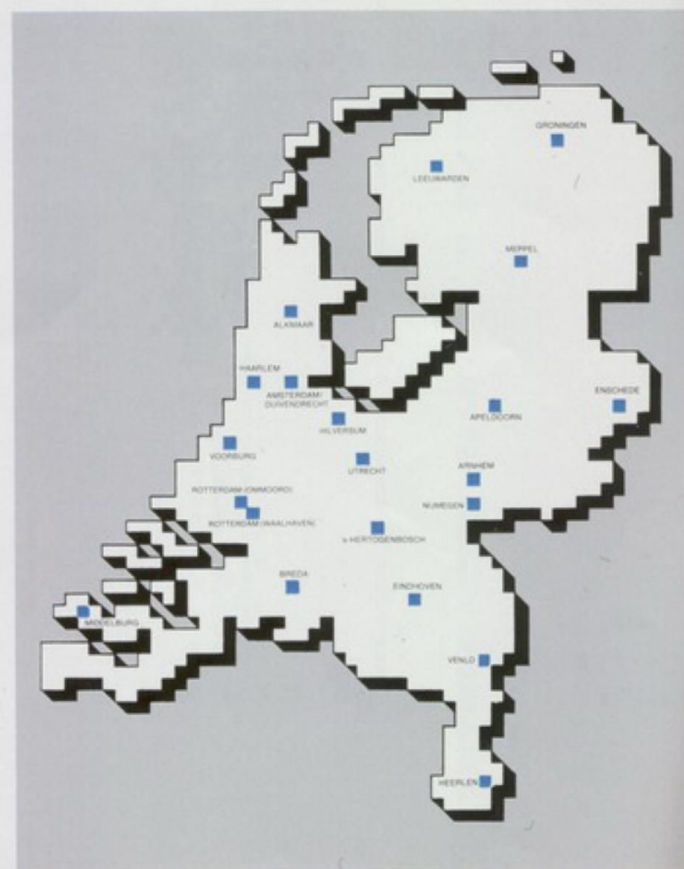 GRONINGEN
LEEUWARDEN
MEPPEL
ALKMAAR
HAARLEM
AMSTERDAM/
DUIVENDRECHT
ENSCHEDE
APELDOORN
HILVERSUM
VOORBURG
UTRECHT
ARNHEM
ROTTERDAM (OMMOORD)
NIJMEGEN
ROTTERDAM (WAALHAVEN)
's-HERTOGENBOSCH
BREDA
EINDHOVEN
MIDDELBURG
VENLO
HEERLEN